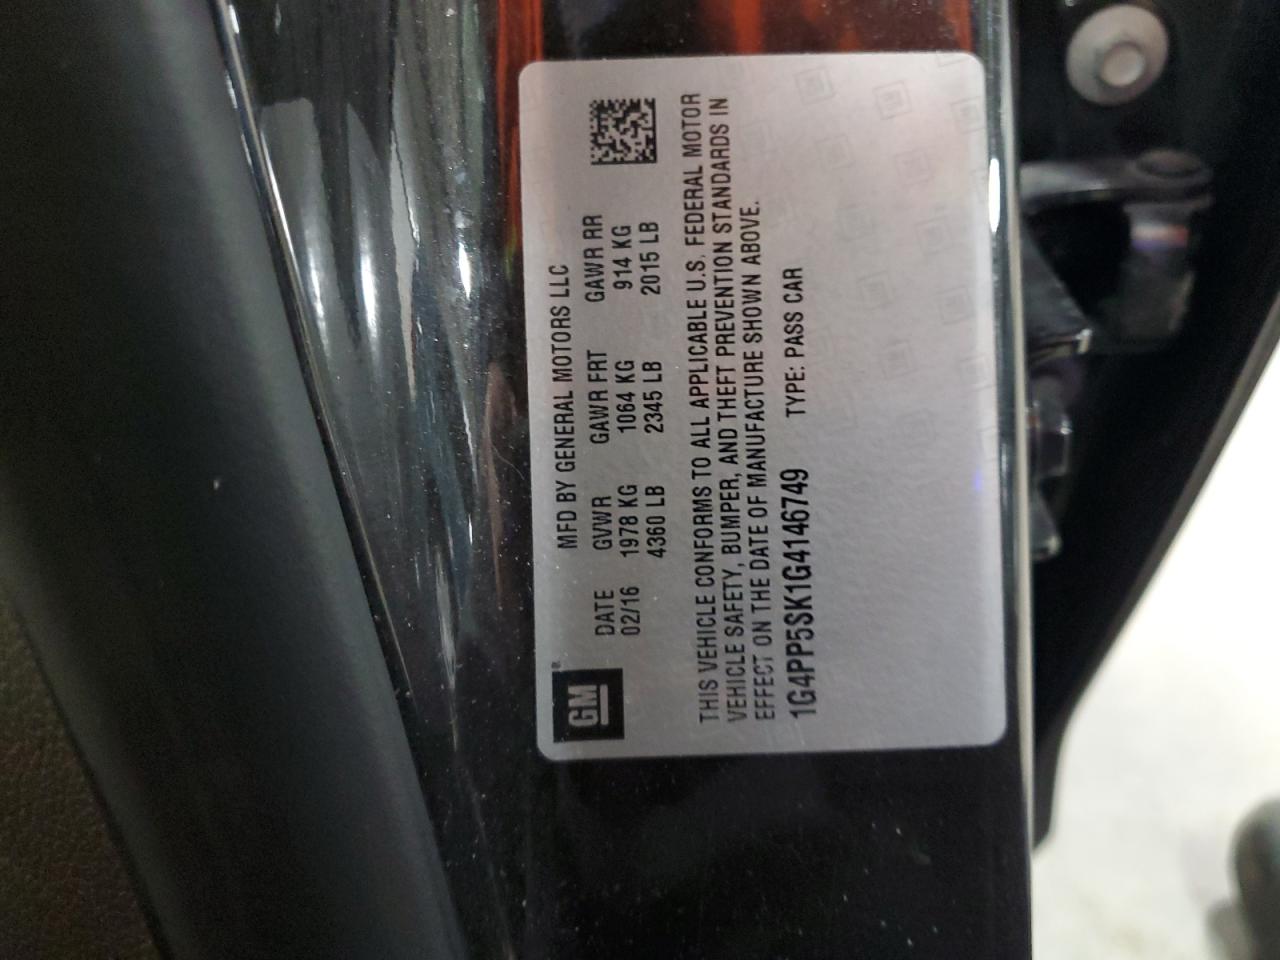 GM ®
MFD BY GENERAL MOTORS LLC
DATE GVWR GAWR FRT GAWR RR
02/16 1978 KG 1064 KG 914 KG
4360 LB 2345 LB 2015 LB
THIS VEHICLE CONFORMS TO ALL APPLICABLE U.S. FEDERAL MOTOR
VEHICLE SAFETY, BUMPER, AND THEFT PREVENTION STANDARDS IN
EFFECT ON THE DATE OF MANUFACTURE SHOWN ABOVE.
1G4PP5SK1G4146749 TYPE: PASS CAR